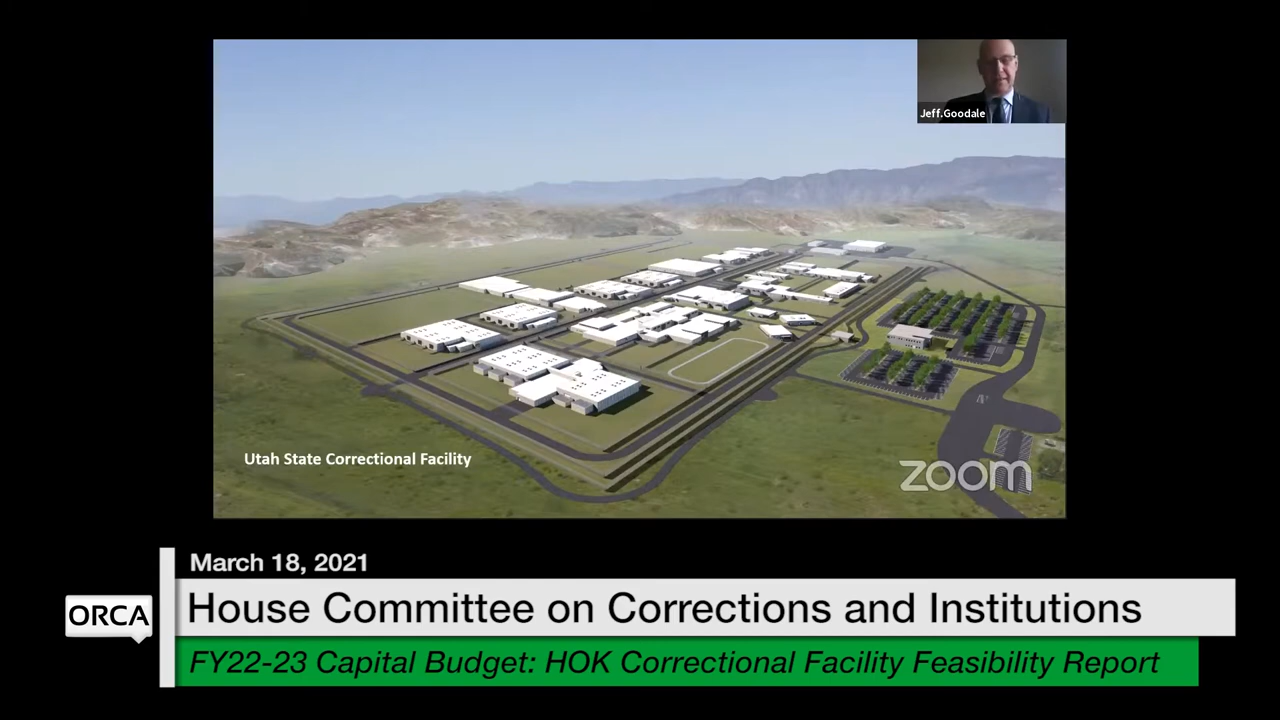 Jeff.Goodale
Utah State Correctional Facility
zoom
March 18, 2021
ORCA
House Committee on Corrections and Institutions
FY22-23 Capital Budget: HOK Correctional Facility Feasibility Report